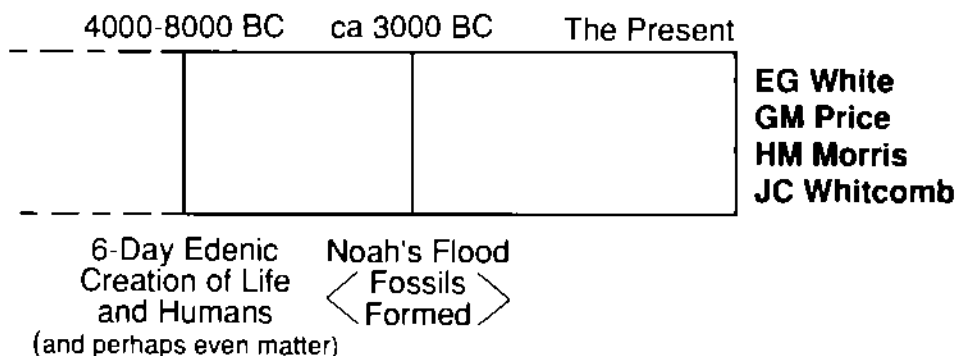 4000-8000 BC ca 3000 BC The Present
EG White
GM Price
HM Morris
JC Whitcomb
6-Day Edenic
Creation of Life
and Humans
(and perhaps even matter)
Noah's Flood
Fossils
Formed